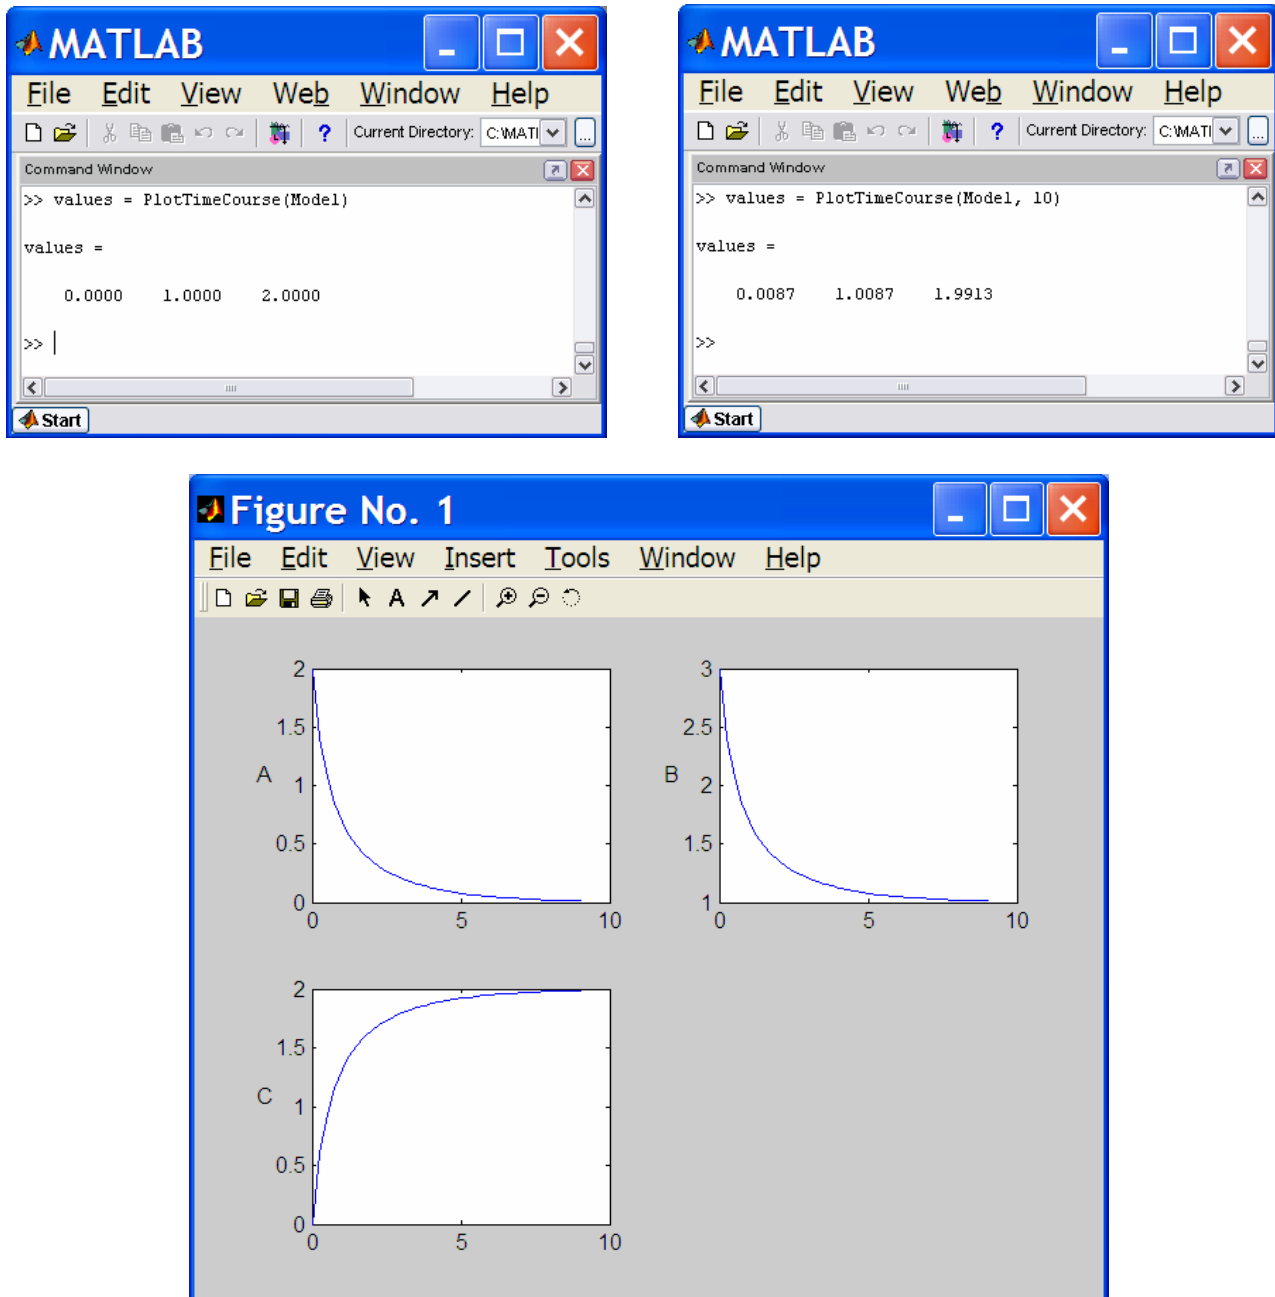 MATLAB
File Edit View Web Window Help
Current Directory: C:\MATI
Command Window
>> values = PlotTimeCourse(Model)
values =
0.0000 1.0000 2.0000
>>
Start
MATLAB
File Edit View Web Window Help
Current Directory: C:\MATI
Command Window
>> values = PlotTimeCourse(Model, 10)
values =
0.0087 1.0087 1.9913
>>
Start
Figure No. 1
File Edit View Insert Tools Window Help
A
2
1.5
A
1
0.5
0
0 5 10
3
2.5
B
2
1.5
1
0 5 10
2
1.5
C
1
0.5
0
0 5 10